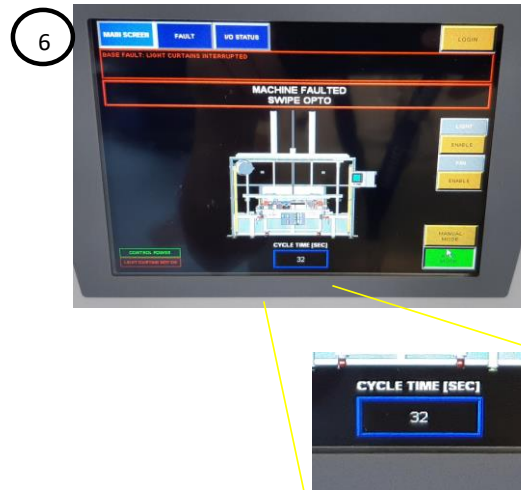 6
MAIN SCREEN
FAULT
I/O STATUS
LOGIN
BASE FAULT: LIGHT CURTAINS INTERRUPTED
MACHINE FAULTED
SWIPE OPTO
LIGHT
ENABLE
FAN
ENABLE
MANUAL
MODE
CONTROL POWER
CYCLE TIME [SEC]
32
CYCLE TIME [SEC]
32